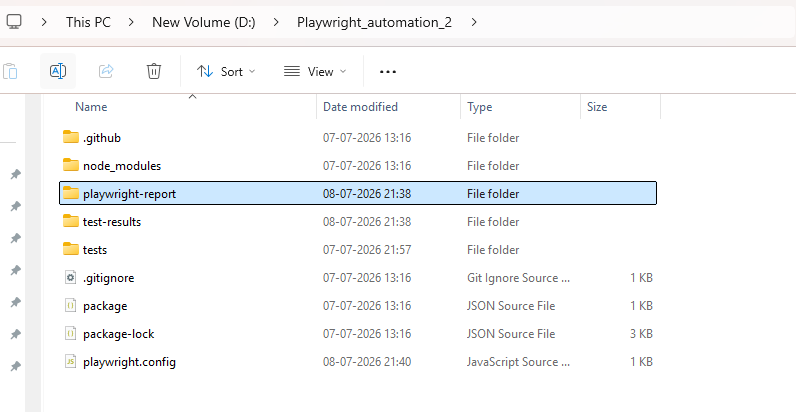 This PC > New Volume (D:) > Playwright_automation_2 >
Sort View ...
Name Date modified Type Size
.github 07-07-2026 13:16 File folder
node_modules 07-07-2026 13:16 File folder
playwright-report 08-07-2026 21:38 File folder
test-results 08-07-2026 21:38 File folder
tests 07-07-2026 21:57 File folder
.gitignore 07-07-2026 13:16 Git Ignore Source ... 1 KB
package 07-07-2026 13:16 JSON Source File 1 KB
package-lock 07-07-2026 13:16 JSON Source File 3 KB
playwright.config 08-07-2026 21:40 JavaScript Source ... 1 KB